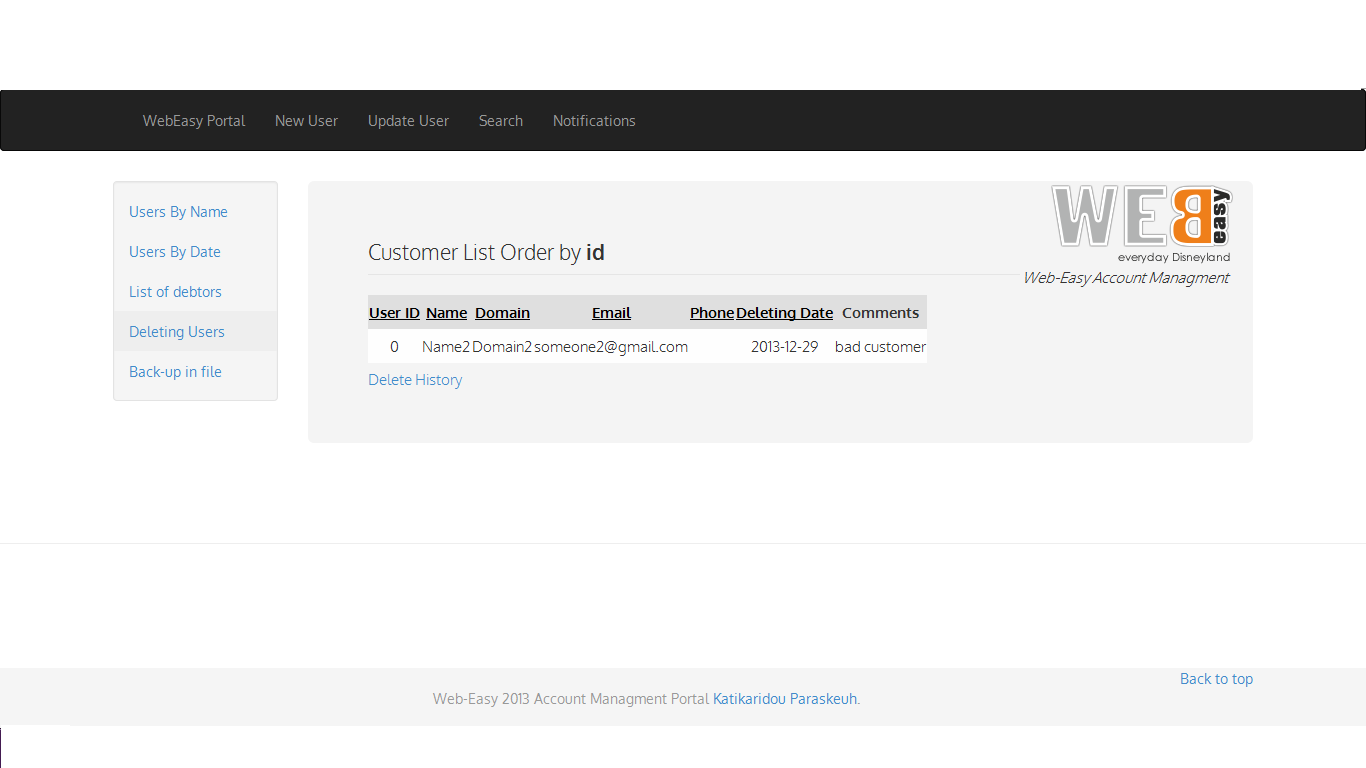 WebEasy Portal New User Update User Search Notifications
Users By Name
Users By Date
List of debtors
Deleting Users
Back-up in file
WEB easy
everyday Disneyland
Web-Easy Account Managment
Customer List Order by id
User ID Name Domain Email Phone Deleting Date Comments
0 Name2 Domain2 someone2@gmail.com 2013-12-29 bad customer
Delete History
Back to top
Web-Easy 2013 Account Managment Portal Katikaridou Paraskeuh.